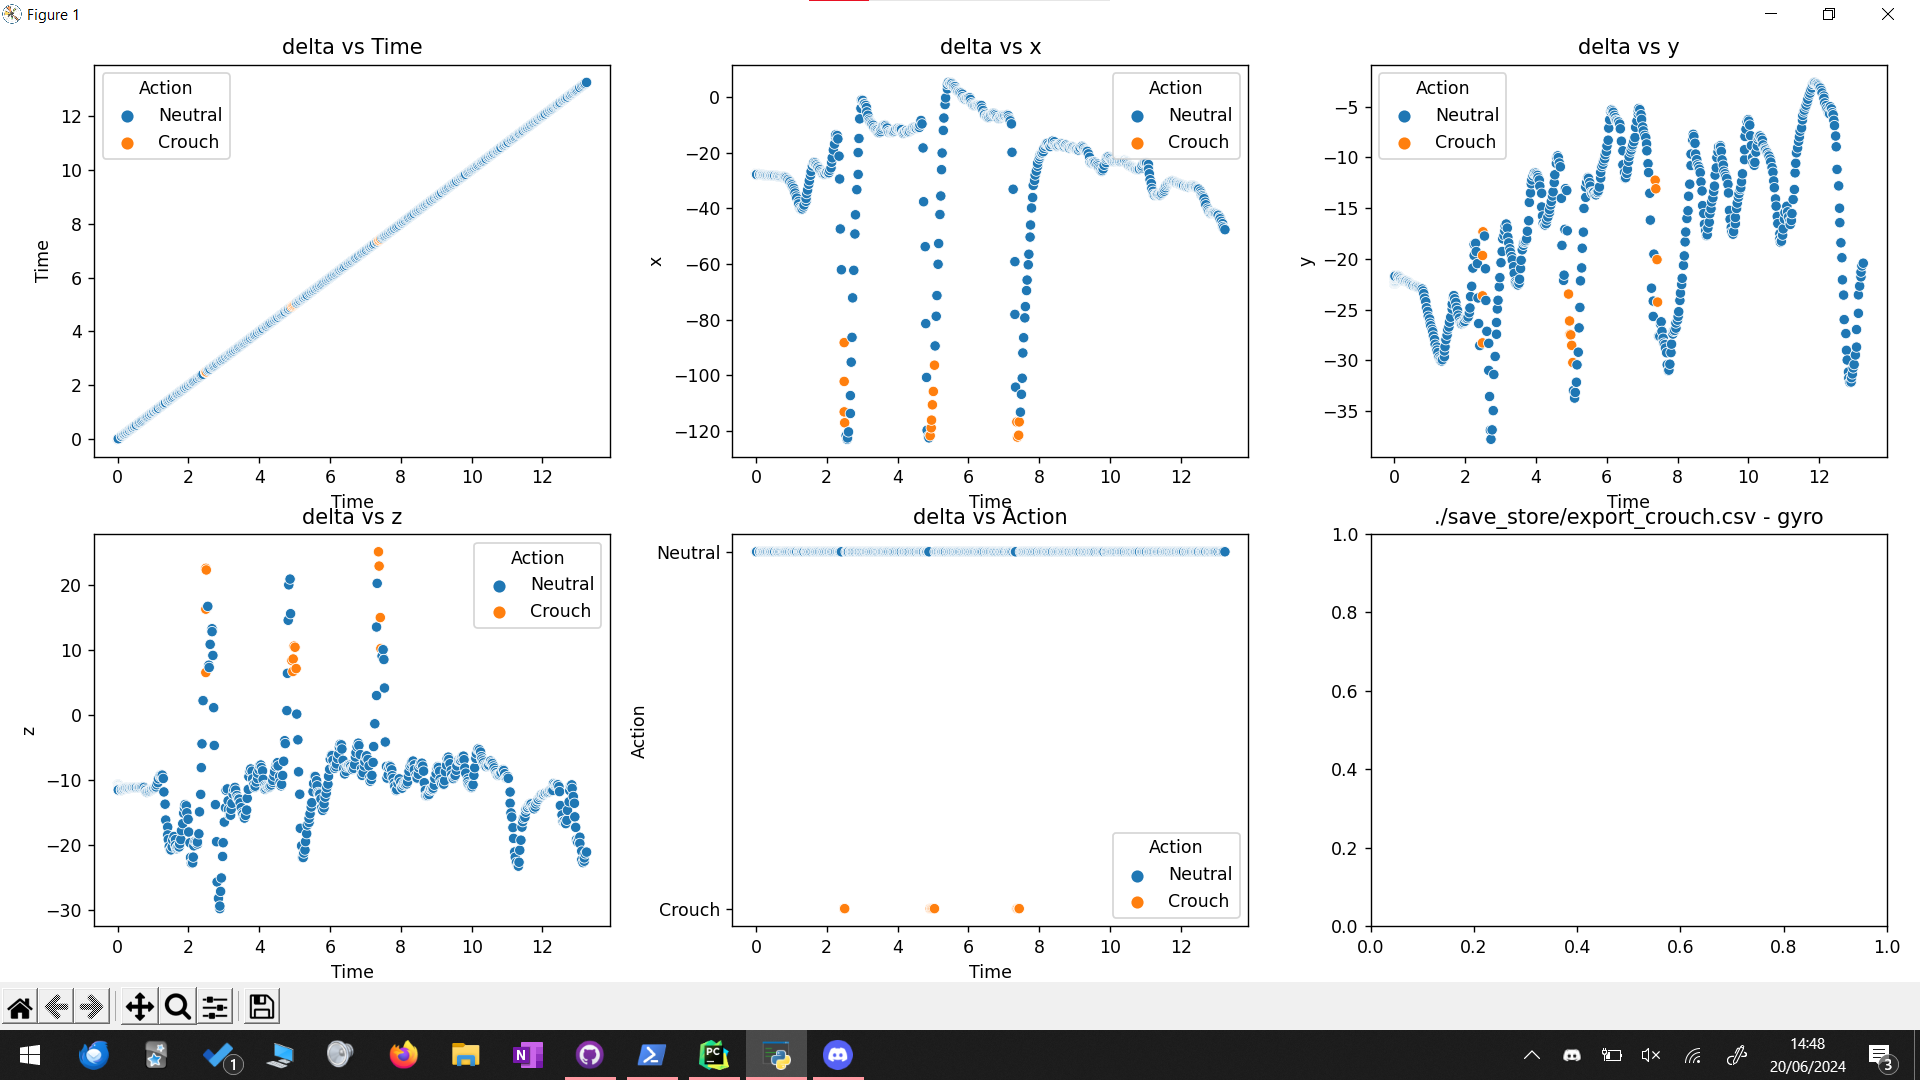 Figure 1
delta vs Time
Action
Neutral
Crouch
12
10
8
6
4
2
0
Time
0 2 4 6 8 10 12
Time
delta vs x
Action
Neutral
Crouch
0
−20
−40
−60
−80
−100
−120
x
0 2 4 6 8 10 12
Time
delta vs y
Action
Neutral
Crouch
−5
−10
−15
−20
−25
−30
−35
y
0 2 4 6 8 10 12
Time
delta vs z
Action
Neutral
Crouch
20
10
0
−10
−20
−30
z
0 2 4 6 8 10 12
Time
delta vs Action
Neutral
Action
Crouch
Action
Neutral
Crouch
0 2 4 6 8 10 12
Time
./save_store/export_crouch.csv - gyro
1.0
0.8
0.6
0.4
0.2
0.0
0.0 0.2 0.4 0.6 0.8 1.0
1
N
PC
14:48
20/06/2024
3